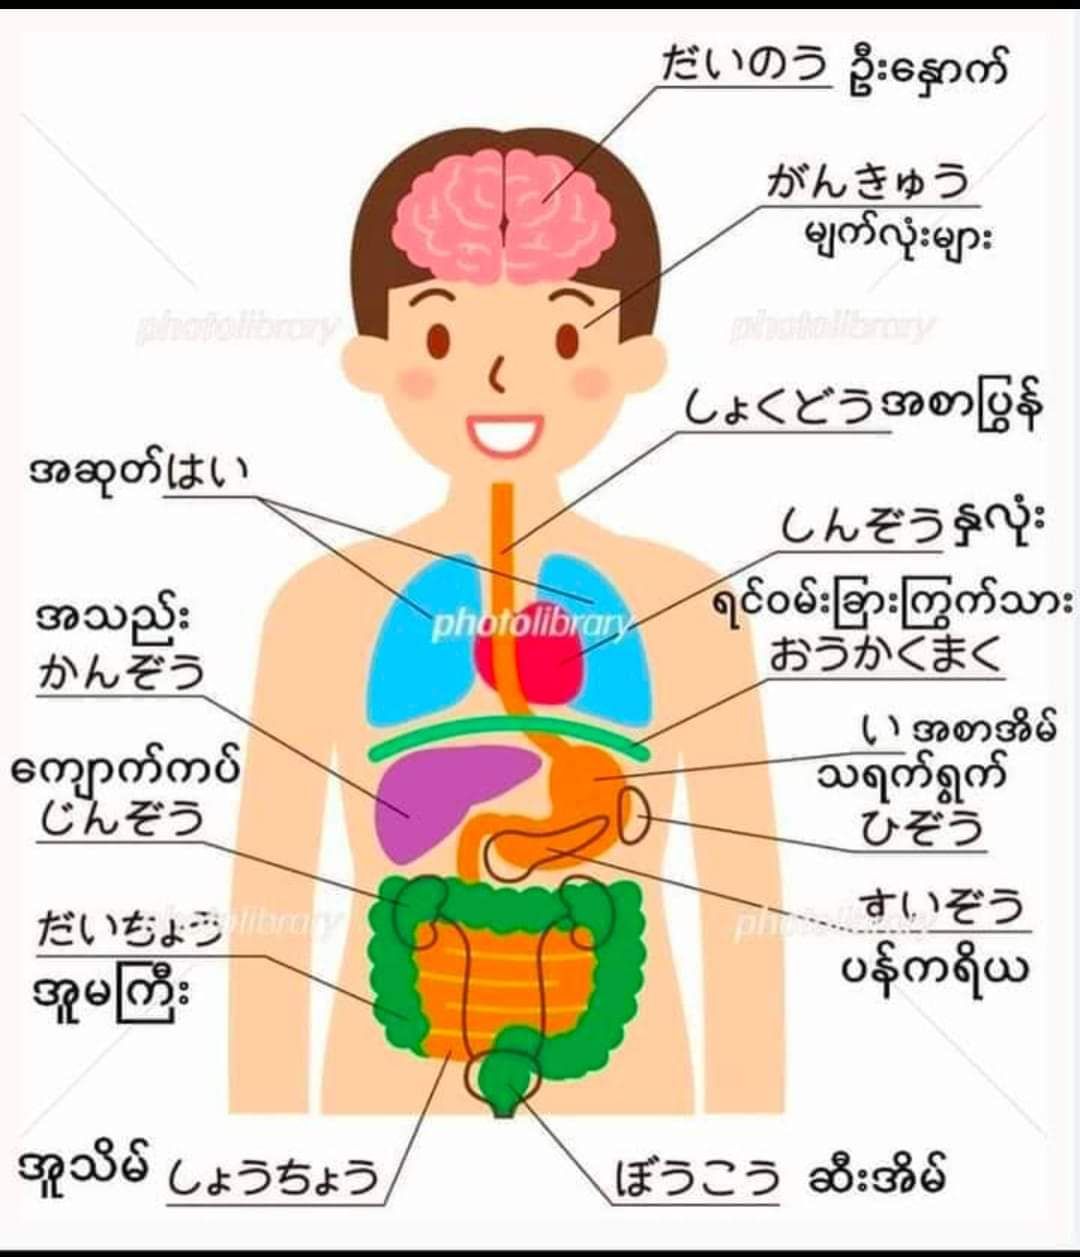 だいのう ဦးနှောက်
がんきゅう
မျက်လုံးများ
photolibrary photolibrary
しょくどう အစာပြွန်
အဆုတ် はい
しんぞう နှလုံး
photolibrary
ရင်ဝမ်းခြားကြွက်သား
おうかくまく
အသည်း
かんぞう
い အစာအိမ်
သရက်ရွက်
ひぞう
ကျောက်ကပ်
じんぞう
すいぞう
ပန်ကရိယ
photolibrary photolibrary
だいちょう
အူမကြီး
အူသိမ် しょうちょう
ぼうこう ဆီးအိမ်